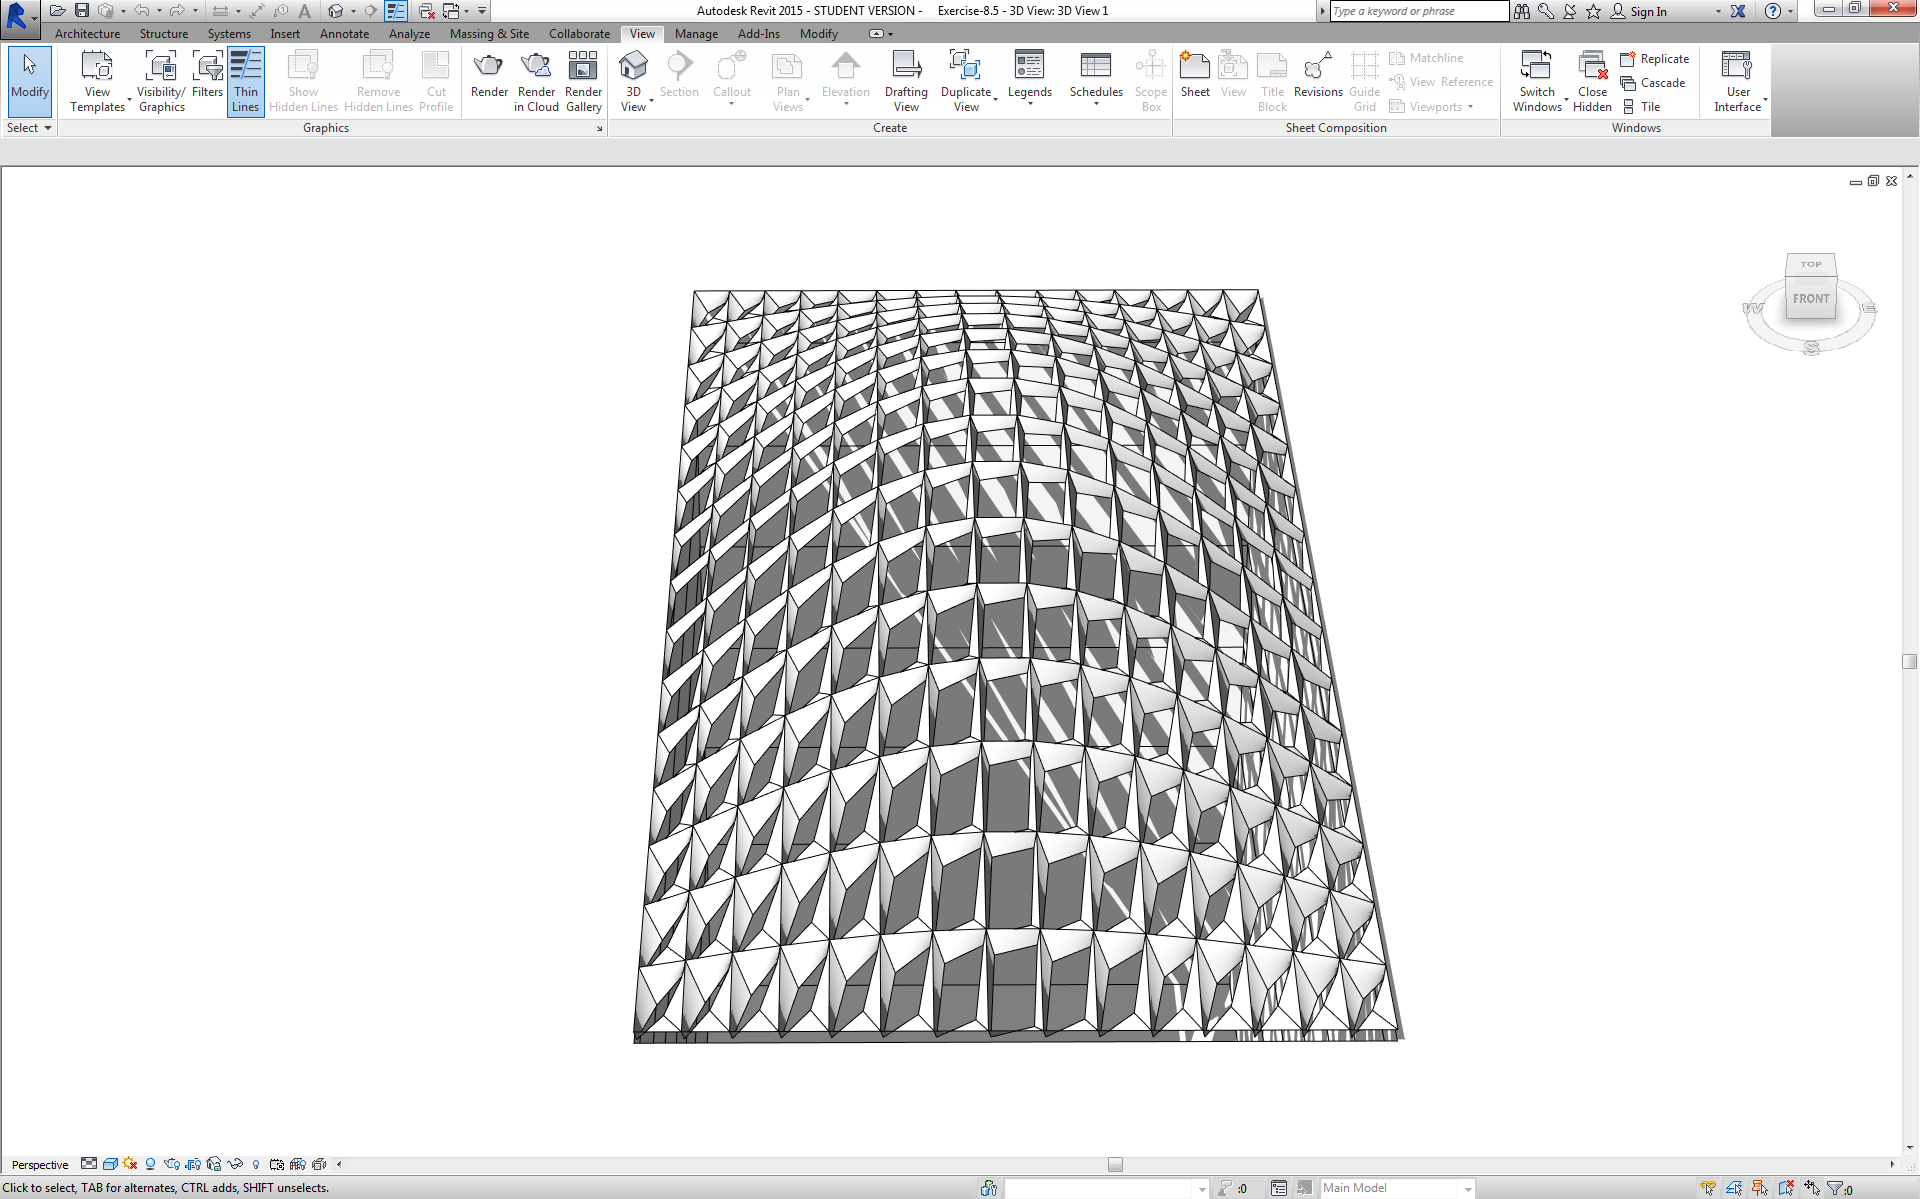 Autodesk Revit 2015 - STUDENT VERSION - Exercise-8.5 - 3D View: 3D View 1
Type a keyword or phrase
Sign In
Architecture Structure Systems Insert Annotate Analyze Massing & Site Collaborate View Manage Add-Ins Modify
Modify
View Templates
Visibility/ Graphics
Filters
Thin Lines
Show Hidden Lines
Remove Hidden Lines
Cut Profile
Render
Render in Cloud
Render Gallery
3D View
Section
Callout
Plan Views
Elevation
Drafting View
Duplicate View
Legends
Schedules
Scope Box
Sheet
View
Title Block
Revisions
Guide Grid
Matchline
View Reference
Viewports
Switch Windows
Close Hidden
Replicate
Cascade
Tile
User Interface
Select Graphics Create Sheet Composition Windows
TOP
FRONT
W
E
S
Perspective
Click to select, TAB for alternates, CTRL adds, SHIFT unselects.
:0
Main Model
:0